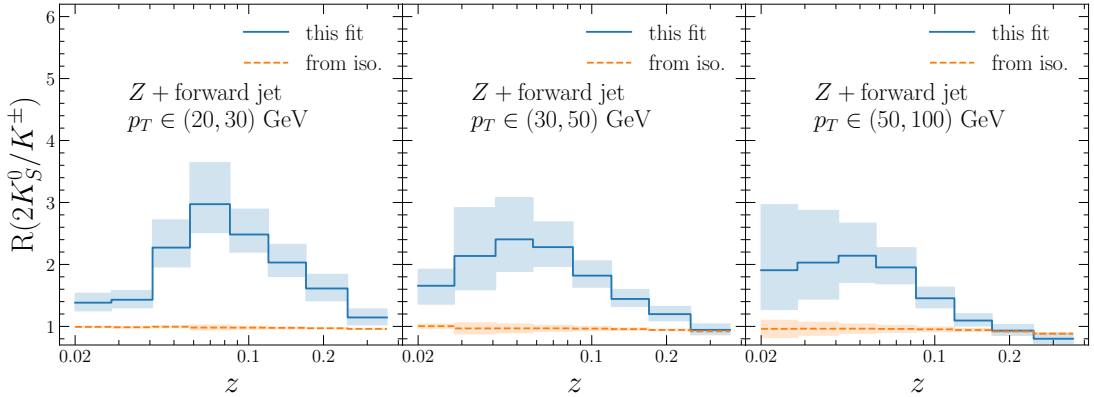 R(2K_S^0/K^±)
6
5
4
3
2
1
this fit
from iso.
Z + forward jet
p_T ∈ (20, 30) GeV
0.02
0.1
0.2
z
this fit
from iso.
Z + forward jet
p_T ∈ (30, 50) GeV
0.02
0.1
0.2
z
this fit
from iso.
Z + forward jet
p_T ∈ (50, 100) GeV
0.02
0.1
0.2
z